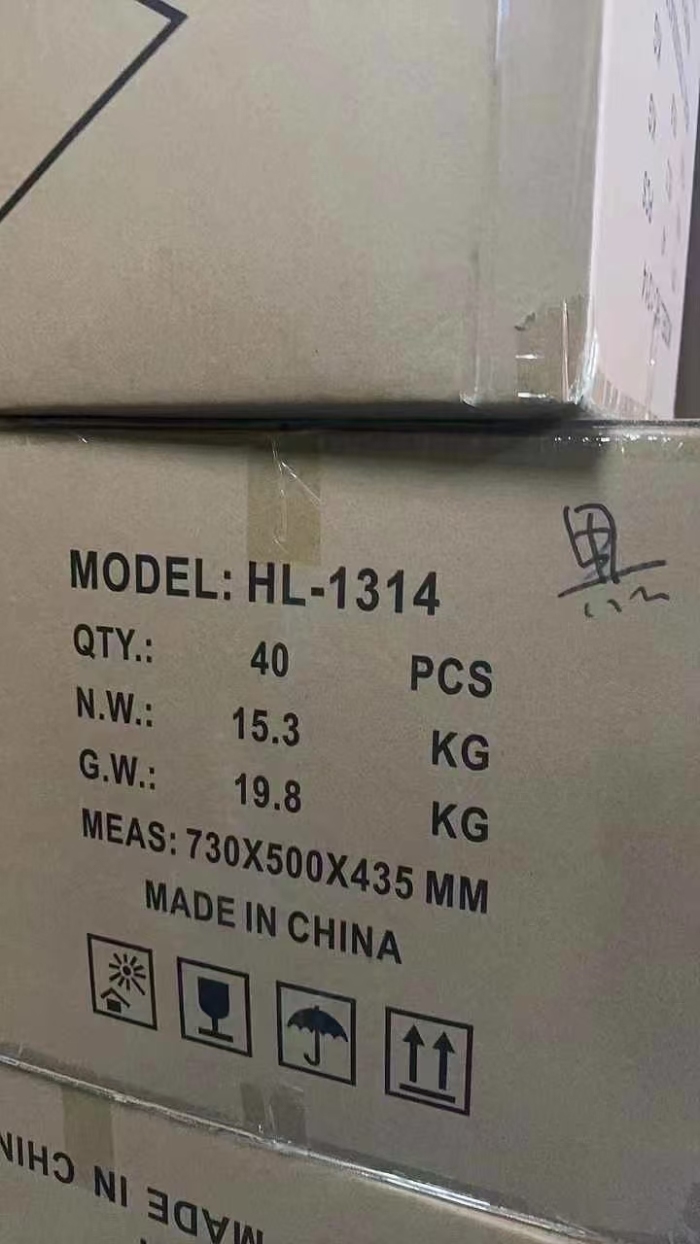 MODEL: HL-1314
黑
QTY.: 40 PCS
N.W.: 15.3 KG
G.W.: 19.8 KG
MEAS: 730X500X435 MM
MADE IN CHINA
MADE IN CHIN